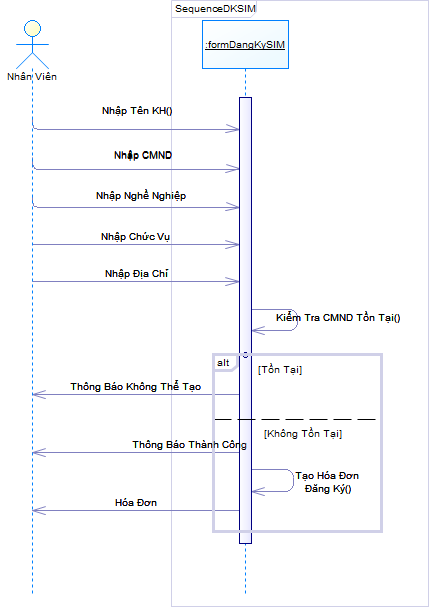 SequenceDKSIM
:formDangKySIM
Nhân Viên
Nhập Tên KH()
Nhập CMND
Nhập Nghề Nghiệp
Nhập Chức Vụ
Nhập Địa Chỉ
Kiểm Tra CMND Tồn Tại()
alt
[Tồn Tại]
Thông Báo Không Thể Tạo
[Không Tồn Tại]
Thông Báo Thành Công
Tạo Hóa Đơn
Đăng Ký()
Hóa Đơn